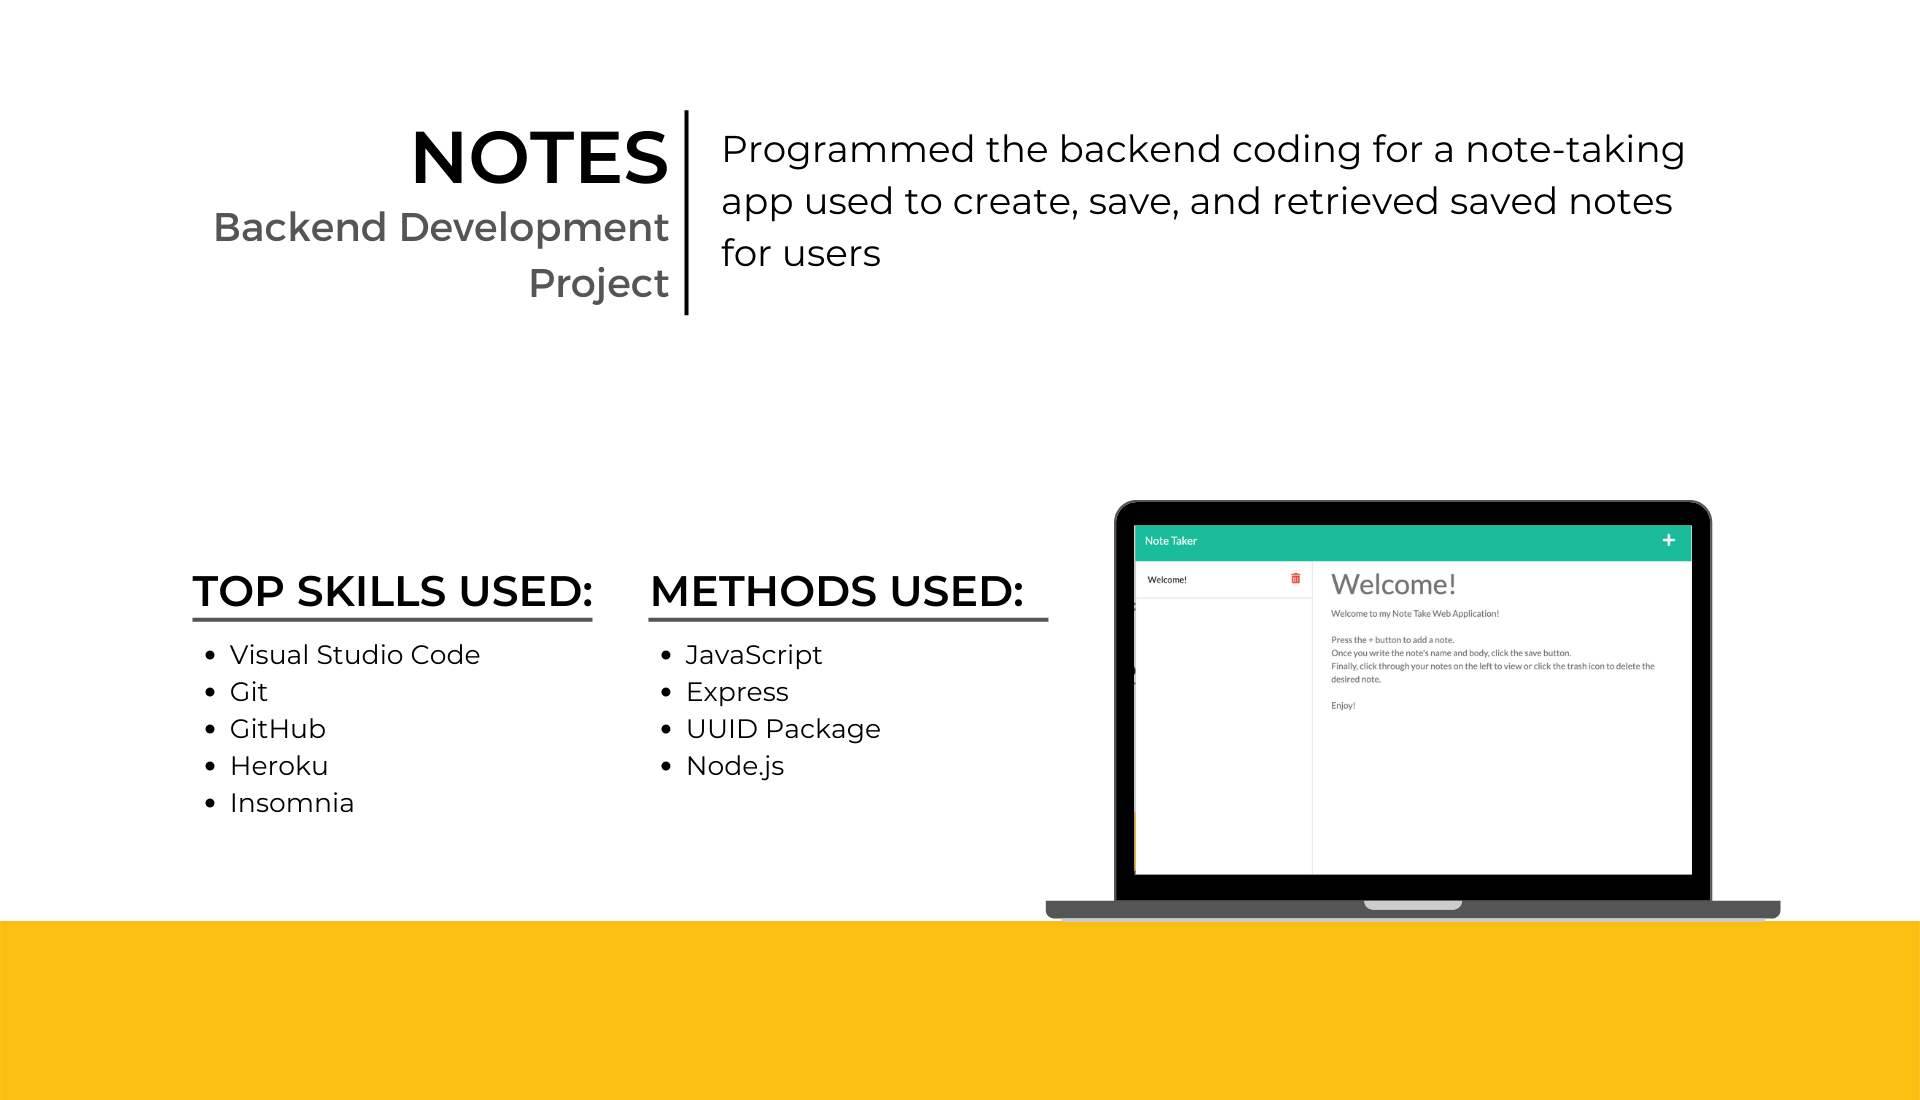 NOTES
Backend Development
Project
Programmed the backend coding for a note-taking
app used to create, save, and retrieved saved notes
for users
TOP SKILLS USED:
• Visual Studio Code
• Git
• GitHub
• Heroku
• Insomnia
METHODS USED:
• JavaScript
• Express
• UUID Package
• Node.js
Note Taker
Welcome!
Welcome!
Welcome to my Note Take Web Application!
Press the + button to add a note.
Once you write the note's name and body, click the save button.
Finally, click through your notes on the left to view or click the trash icon to delete the
desired note.
Enjoy!